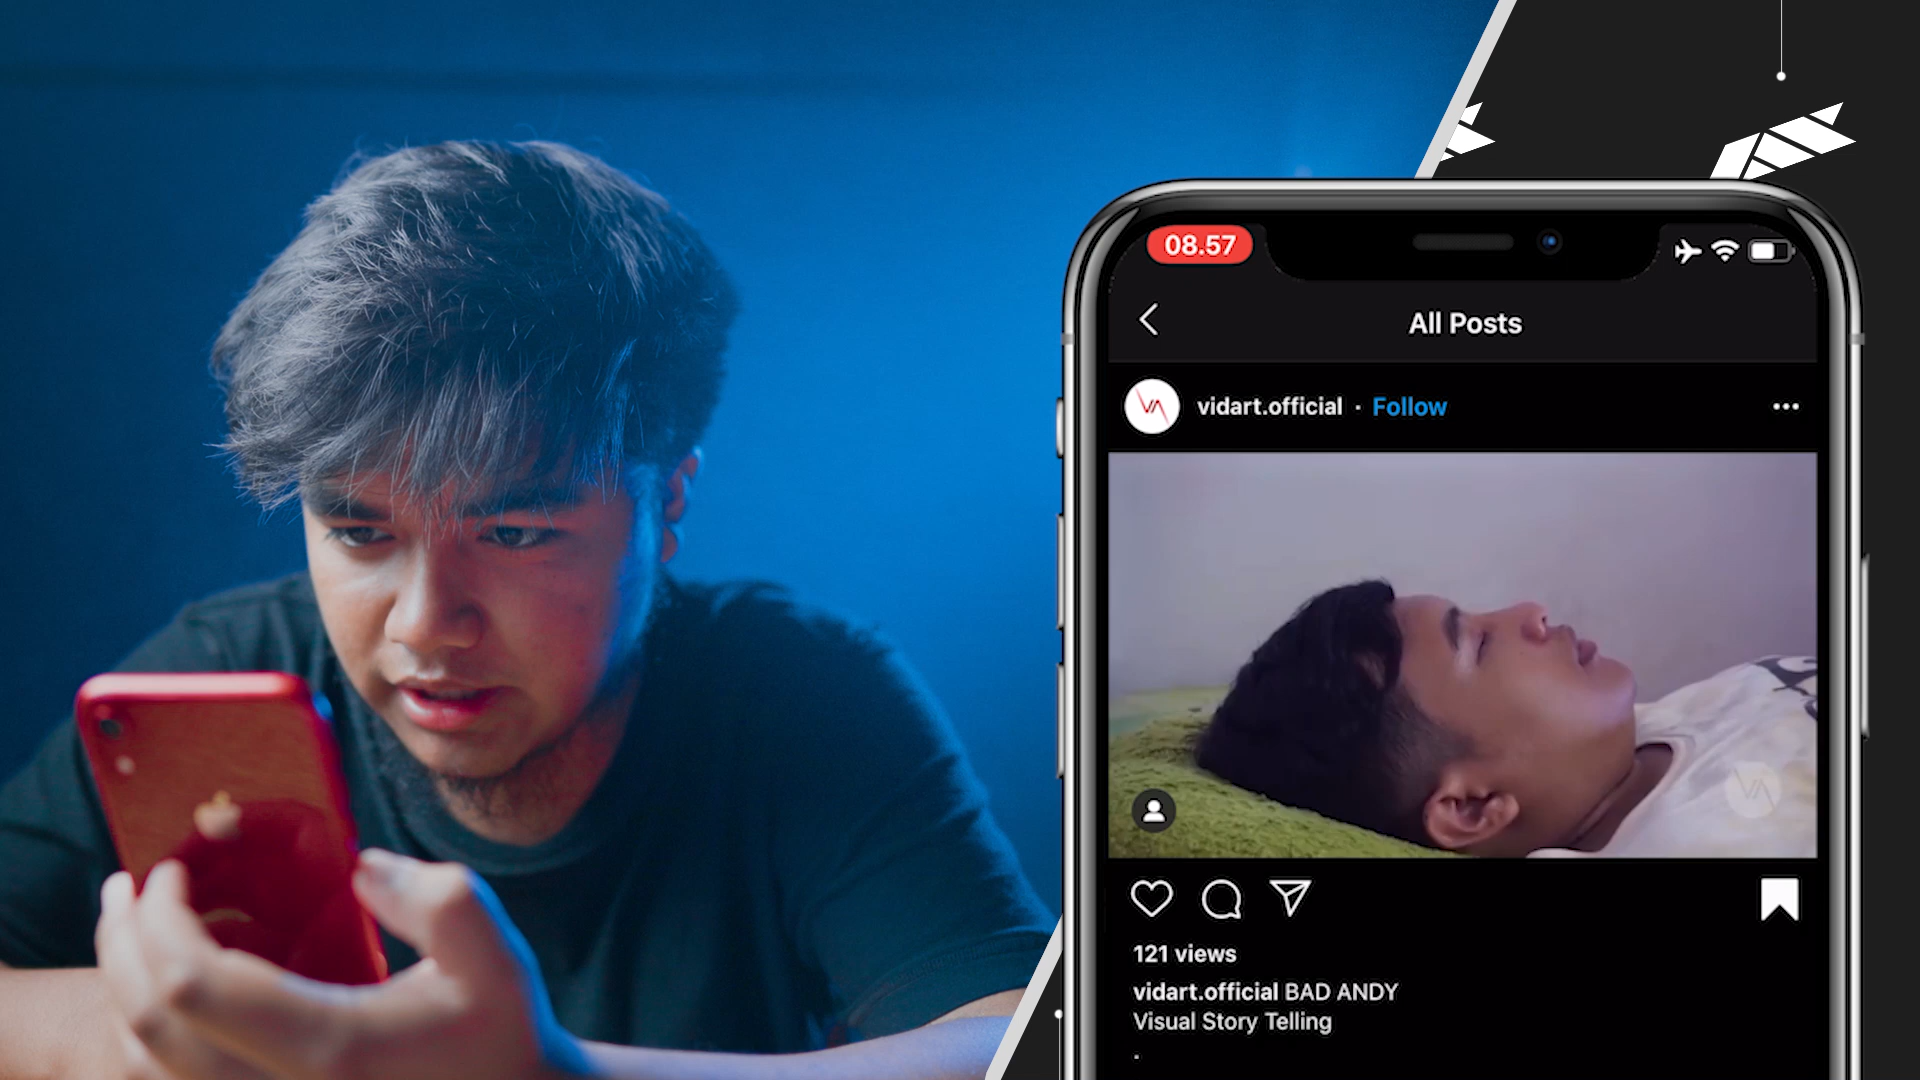 08.57
All Posts
vidart.official · Follow
121 views
vidart.official BAD ANDY
Visual Story Telling
.